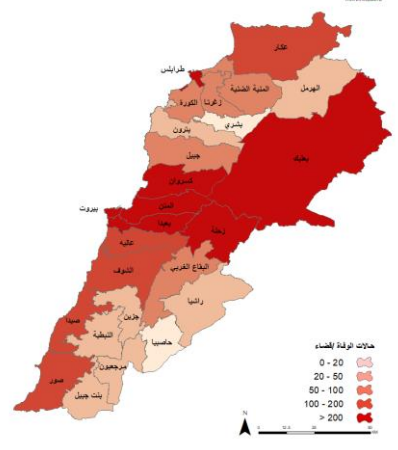 عكار
طرابلس
المنية الضنية
الهرمل
زغرتا
الكورة
بشري
بترون
بعلبك
جبيل
كسروان
المتن
بيروت
بعبدا
زحلة
عاليه
البقاع الغربي
الشوف
راشيا
جزين
صيدا
النبطية
حاصبيا
مرجعيون
صور
بنت جبيل
حالات الوفاة /قضاء
0 - 20
20 - 50
50 - 100
100 - 200
> 200
N